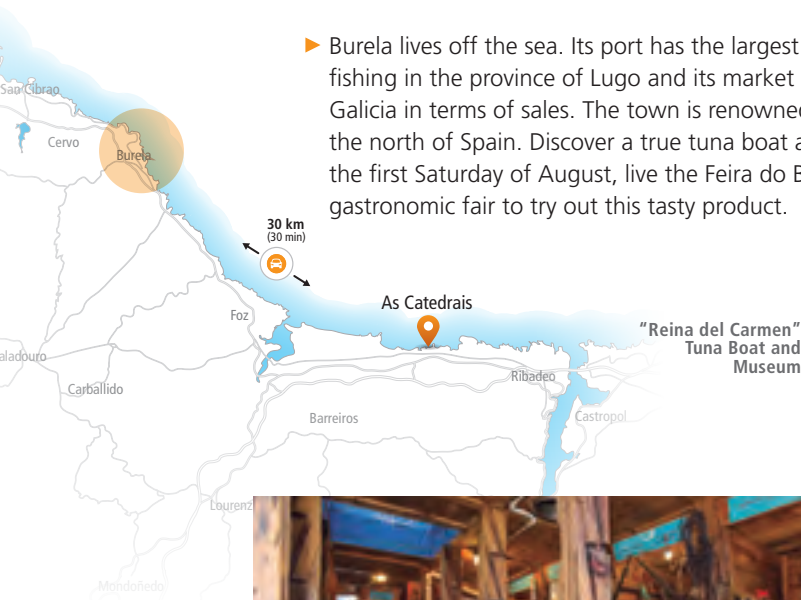 Burela lives off the sea. Its port has the largest
fishing in the province of Lugo and its market
Galicia in terms of sales. The town is renowned
the north of Spain. Discover a true tuna boat a
the first Saturday of August, live the Feira do B
gastronomic fair to try out this tasty product.
San Cibrao
Cervo
Burela
30 km
(30 min)
As Catedrais
Foz
"Reina del Carmen"
Tuna Boat and
Museum
aladouro
Carballido
Ribadeo
Barreiros
Castropol
Lourenz
Mondoñedo